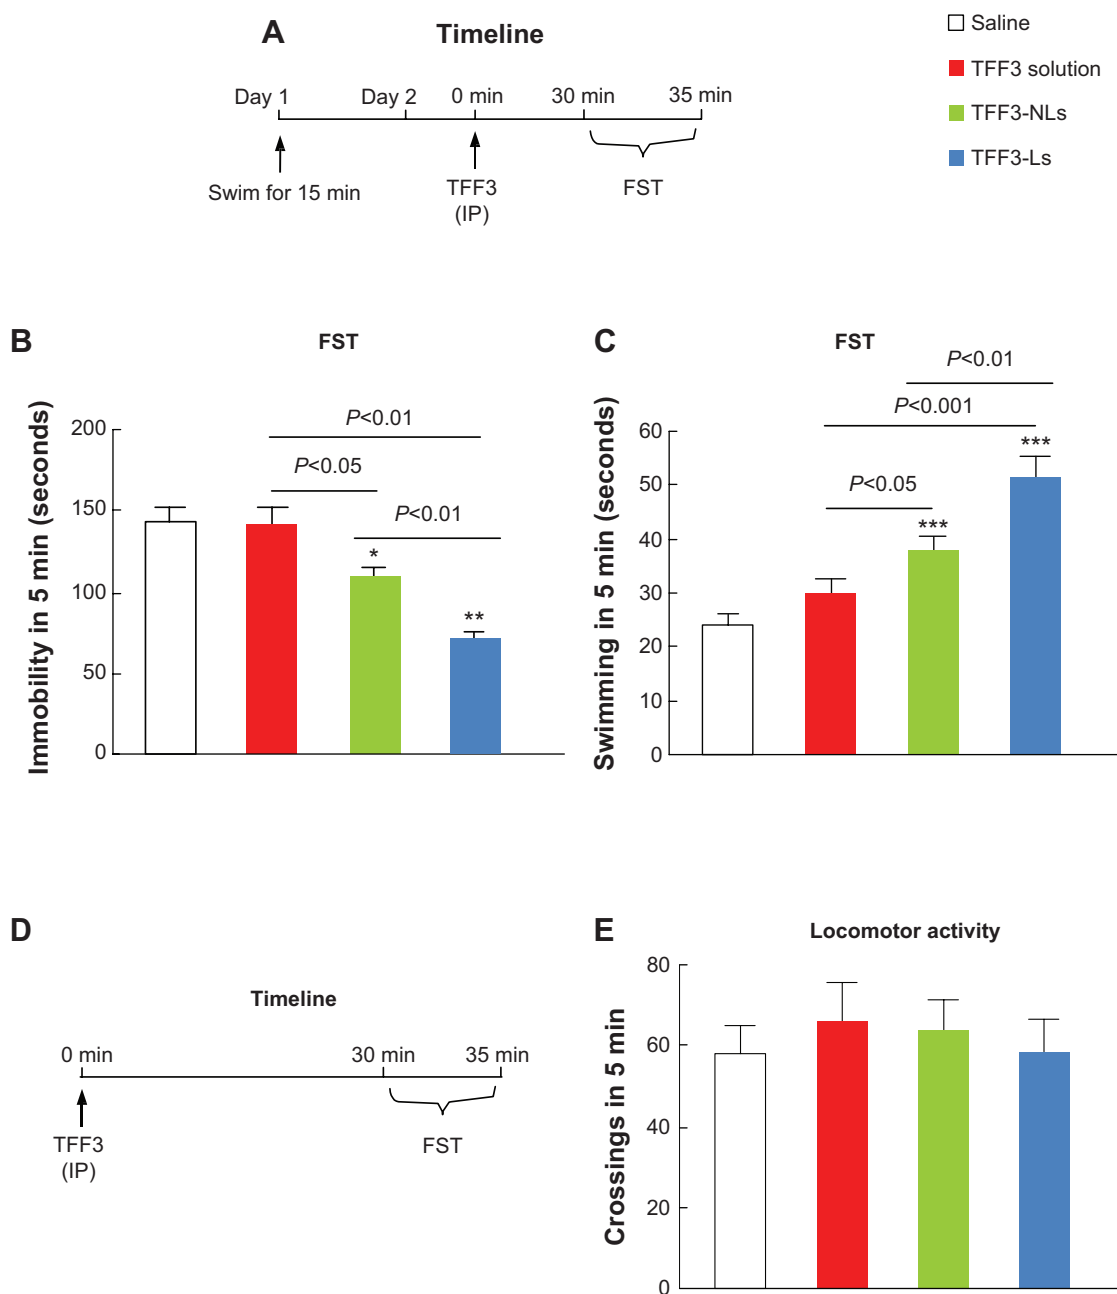 A
Timeline
Saline
TFF3 solution
TFF3-NLs
TFF3-Ls
Day 1
Day 2
0 min
30 min
35 min
Swim for 15 min
TFF3
(IP)
FST
B
FST
Immobility in 5 min (seconds)
200
150
100
50
0
P<0.01
P<0.05
P<0.01
*
**
C
FST
Swimming in 5 min (seconds)
60
50
40
30
20
10
0
P<0.01
P<0.001
P<0.05
***
***
D
Timeline
0 min
30 min
35 min
TFF3
(IP)
FST
E
Locomotor activity
Crossings in 5 min
80
60
40
20
0